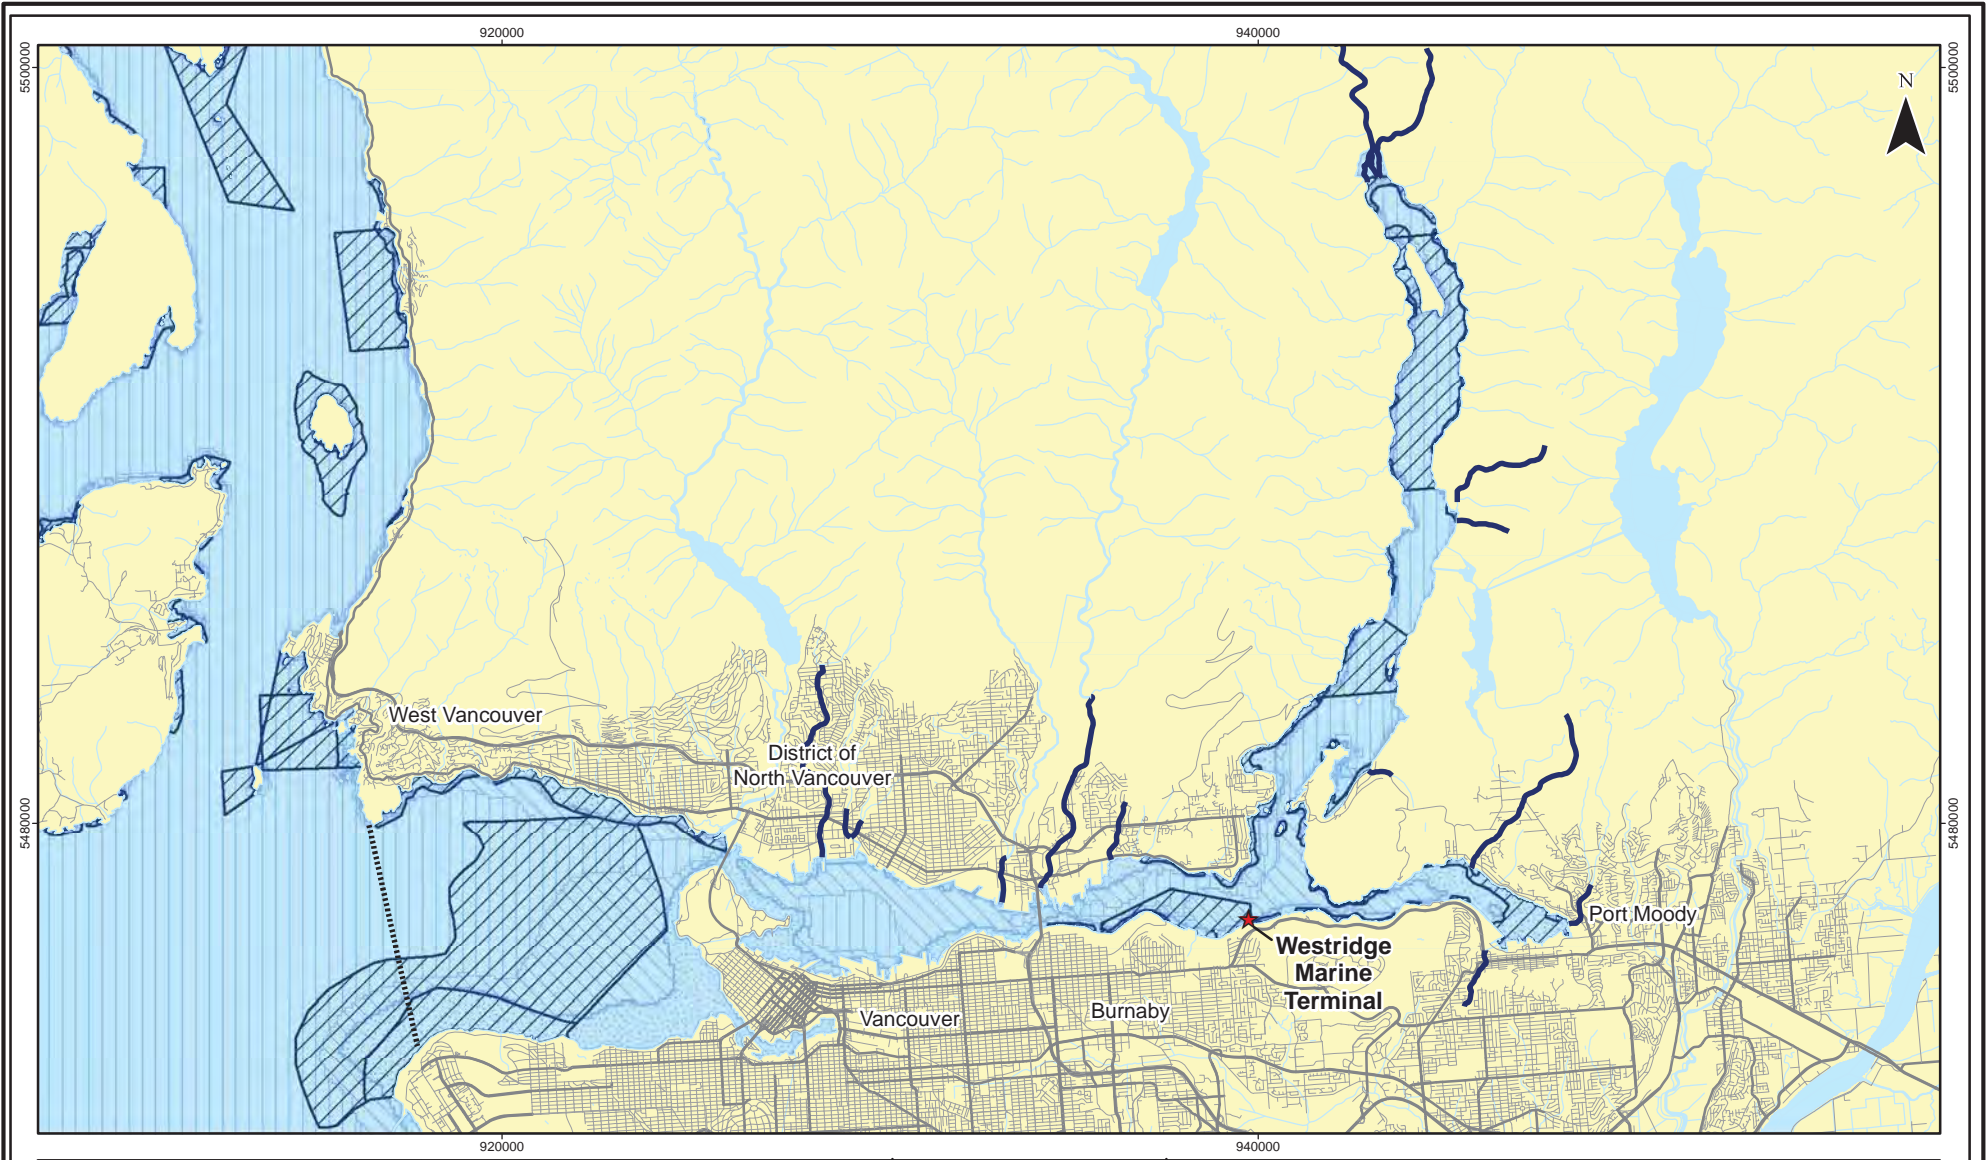 920000
940000
5500000
5500000
N
West Vancouver
District of
North Vancouver
5480000
5480000
Port Moody
Westridge
Marine
Terminal
Burnaby
Vancouver
920000
940000